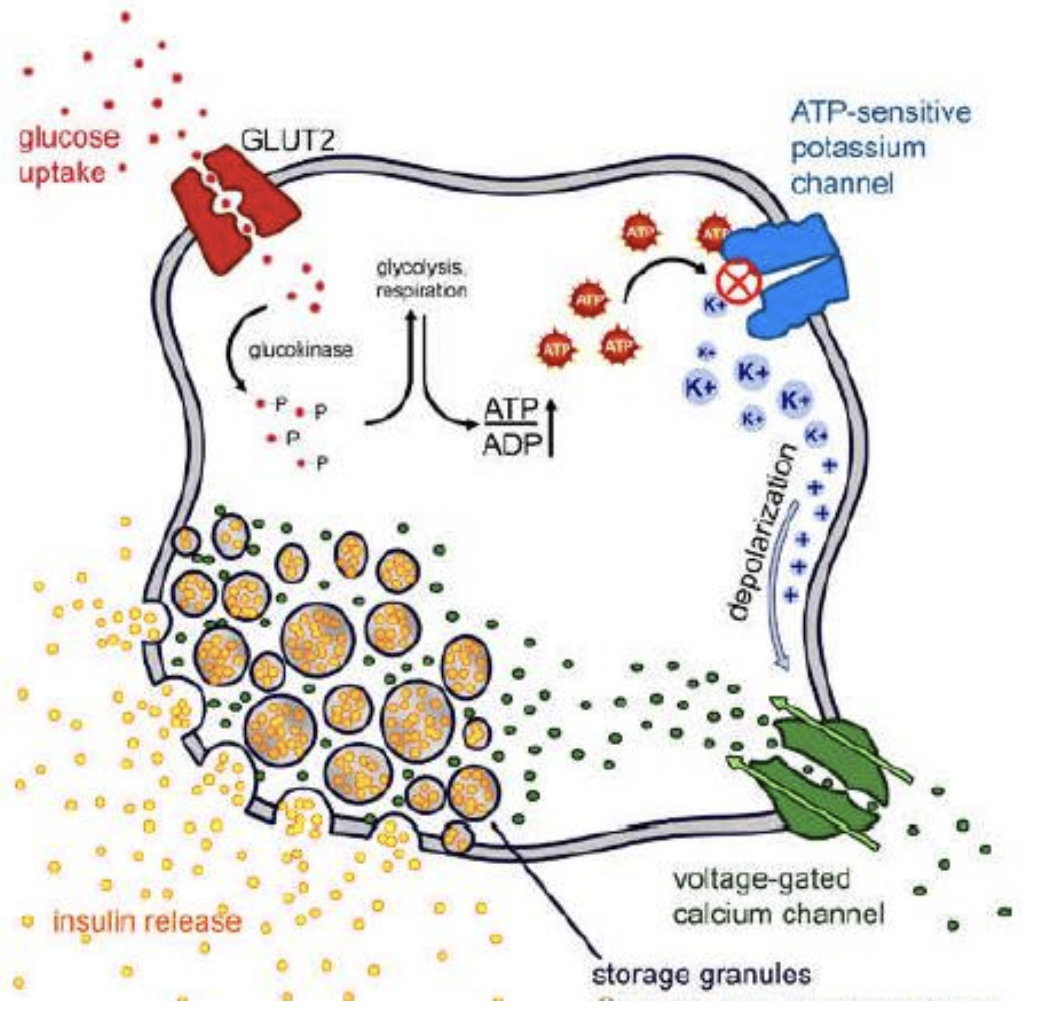 glucose
uptake
GLUT2
ATP-sensitive
potassium
channel
glycolysis,
respiration
glucokinase
P
P
P
P
ATP
ADP
ATP
ATP
ATP
ATP
ATP
K+
K+
K+
K+
K+
K+
K+
+
+
+
+
+
+
depolarization
voltage-gated
calcium channel
insulin release
storage granules